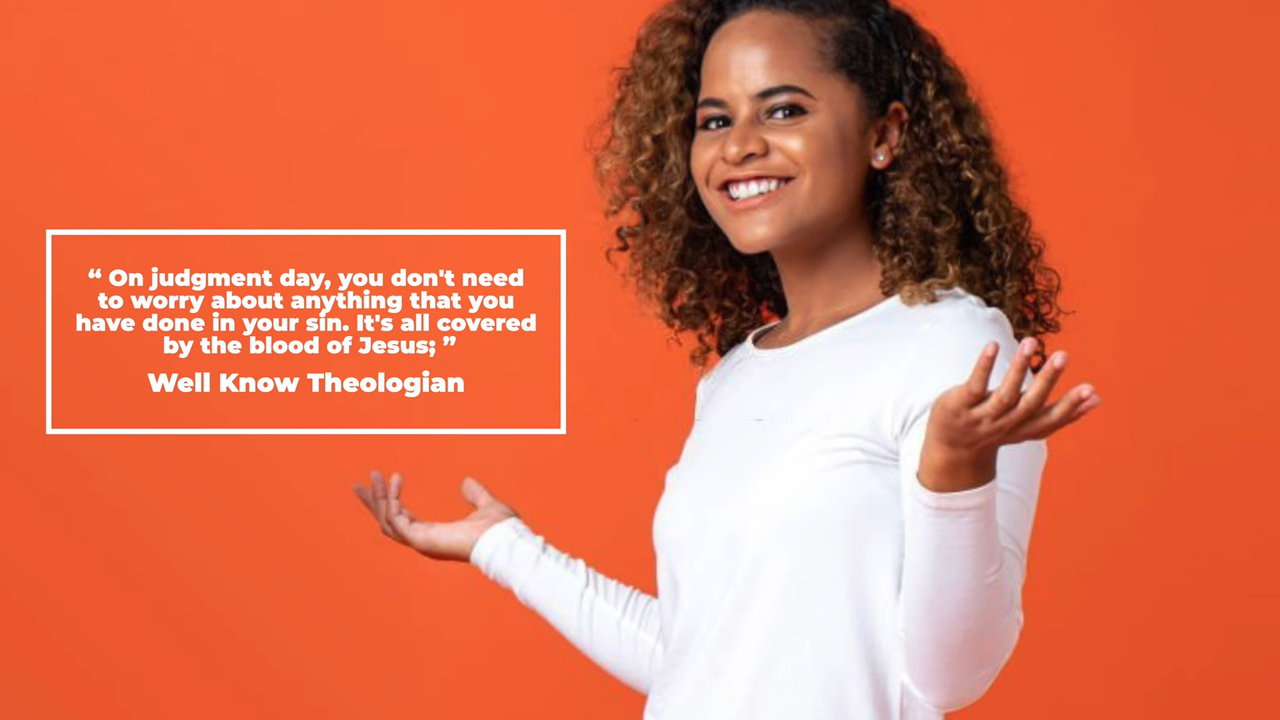 “ On judgment day, you don't need
to worry about anything that you
have done in your sin. It's all covered
by the blood of Jesus; ”
Well Know Theologian